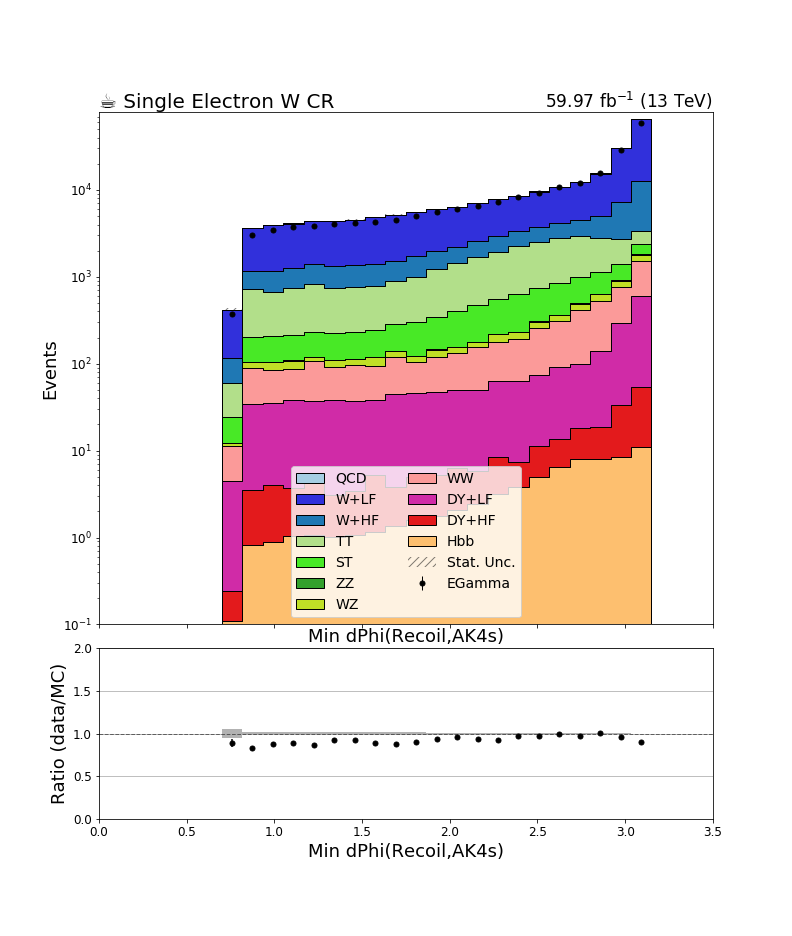 ☕ Single Electron W CR
59.97 fb⁻¹ (13 TeV)
Events
10⁴
10³
10²
10¹
10⁰
10⁻¹
QCD
W+LF
W+HF
TT
ST
ZZ
WZ
WW
DY+LF
DY+HF
Hbb
Stat. Unc.
EGamma
Min dPhi(Recoil,AK4s)
Ratio (data/MC)
2.0
1.5
1.0
0.5
0.0
0.0 0.5 1.0 1.5 2.0 2.5 3.0 3.5
Min dPhi(Recoil,AK4s)